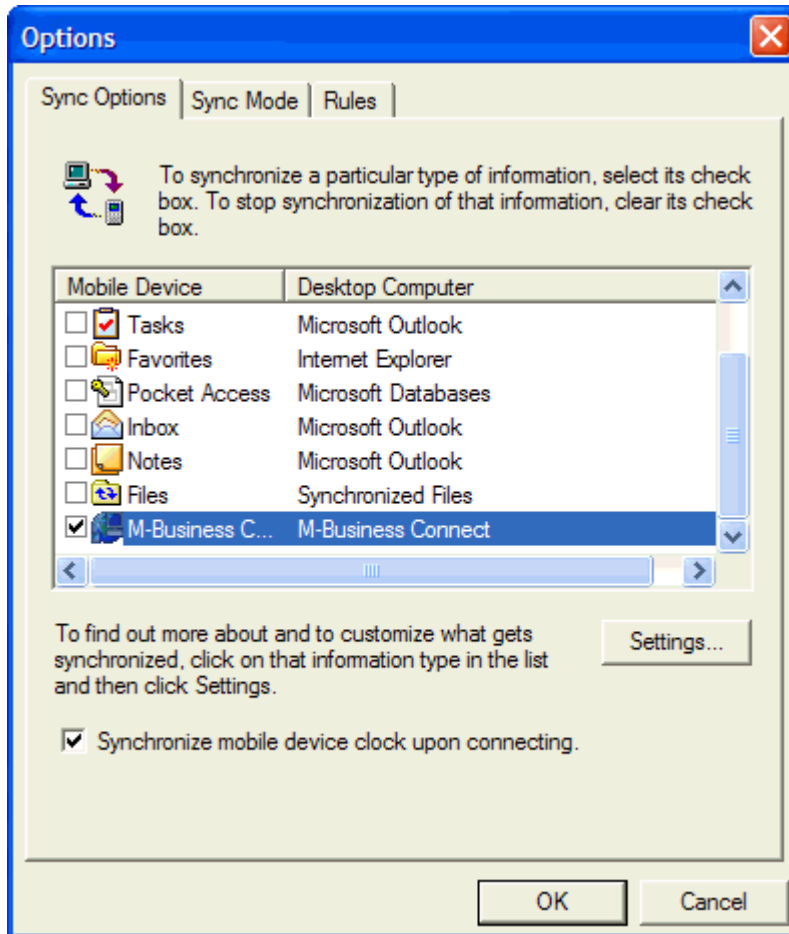 Options
Sync Options Sync Mode Rules
To synchronize a particular type of information, select its check
box. To stop synchronization of that information, clear its check
box.
Mobile Device Desktop Computer
Tasks Microsoft Outlook
Favorites Internet Explorer
Pocket Access Microsoft Databases
Inbox Microsoft Outlook
Notes Microsoft Outlook
Files Synchronized Files
M-Business C... M-Business Connect
To find out more about and to customize what gets
synchronized, click on that information type in the list
and then click Settings.
Settings...
Synchronize mobile device clock upon connecting.
OK Cancel